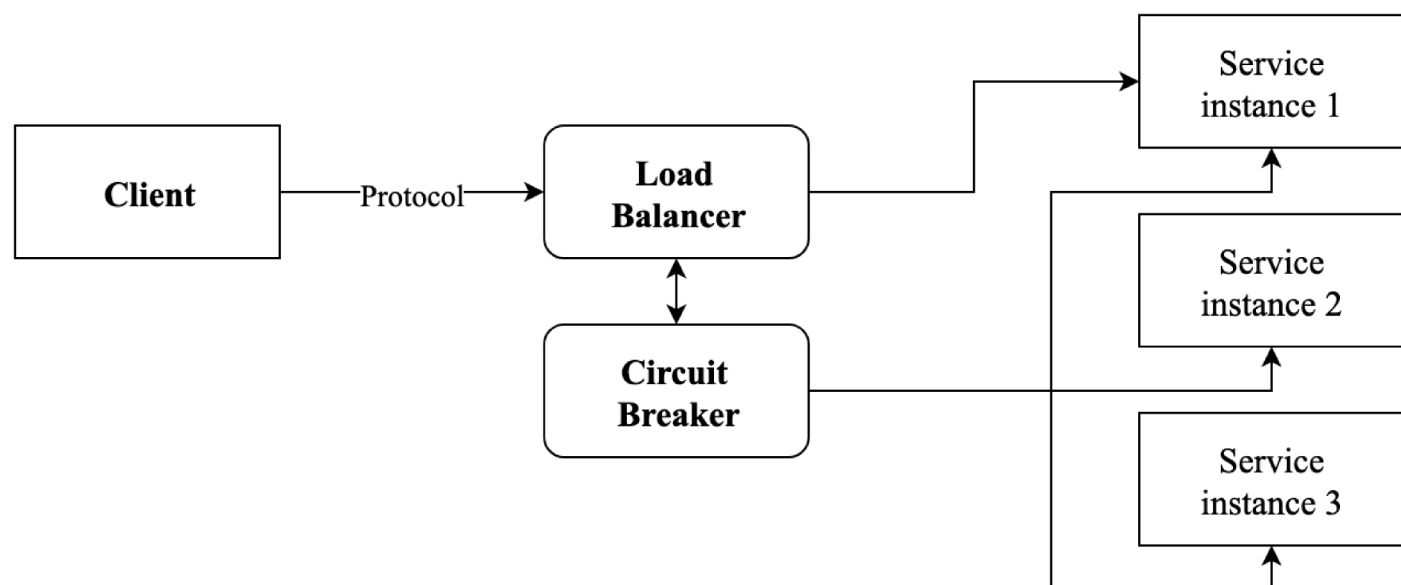 Client
Protocol
Load
Balancer
Circuit
Breaker
Service
instance 1
Service
instance 2
Service
instance 3